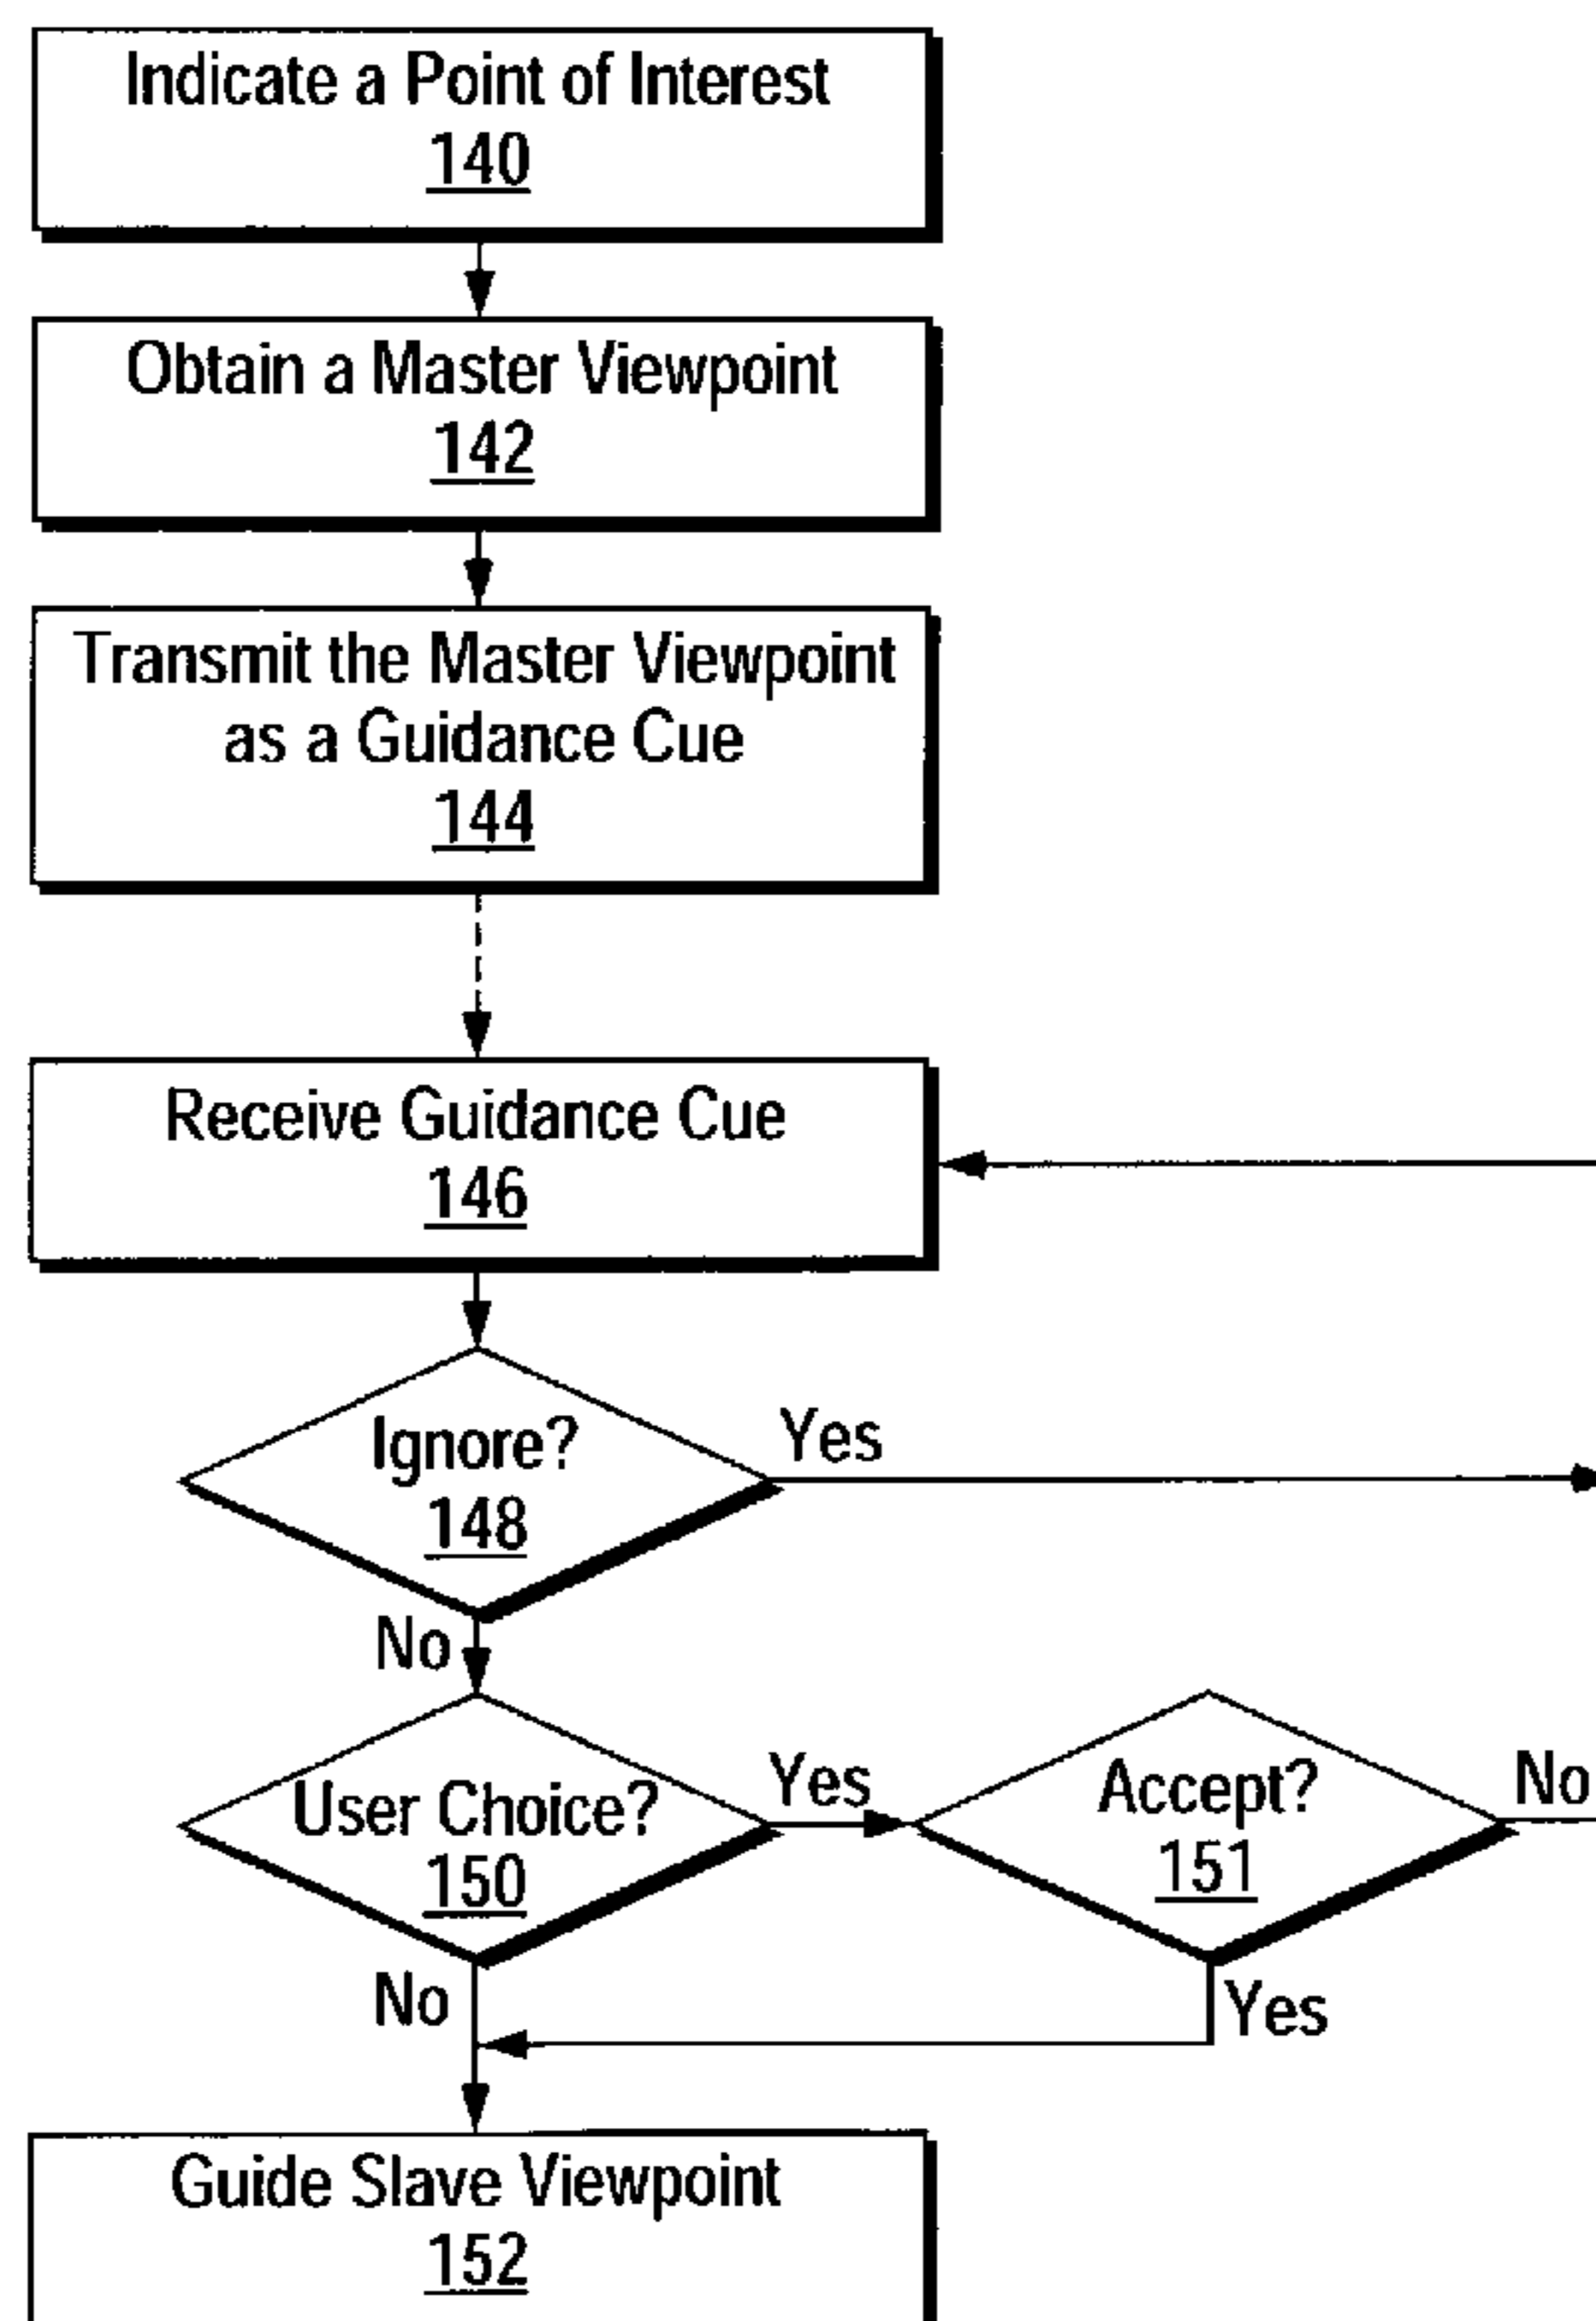 Indicate a Point of Interest
140
Obtain a Master Viewpoint
142
Transmit the Master Viewpoint
as a Guidance Cue
144
Receive Guidance Cue
146
Ignore?
148
Yes
No
User Choice?
150
Yes
Accept?
151
No
No
Yes
Guide Slave Viewpoint
152